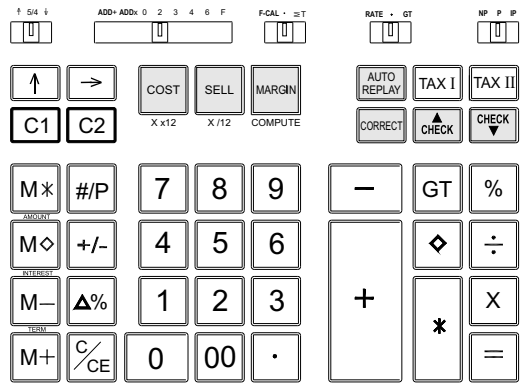 ↑ 5/4 ↓ ADD+ ADDx 0 2 3 4 6 F F-CAL · ≥T RATE · GT NP P IP
↑ → COST SELL MARGIN AUTO REPLAY TAX I TAX II
X x12 X /12 COMPUTE
C1 C2 CORRECT ▲ CHECK CHECK ▼
M* #/P 7 8 9 — GT %
AMOUNT
M◇ +/- 4 5 6 ◆ ÷
INTEREST
M— Δ% 1 2 3 + * X
TERM
M+ C/CE 0 00 · =